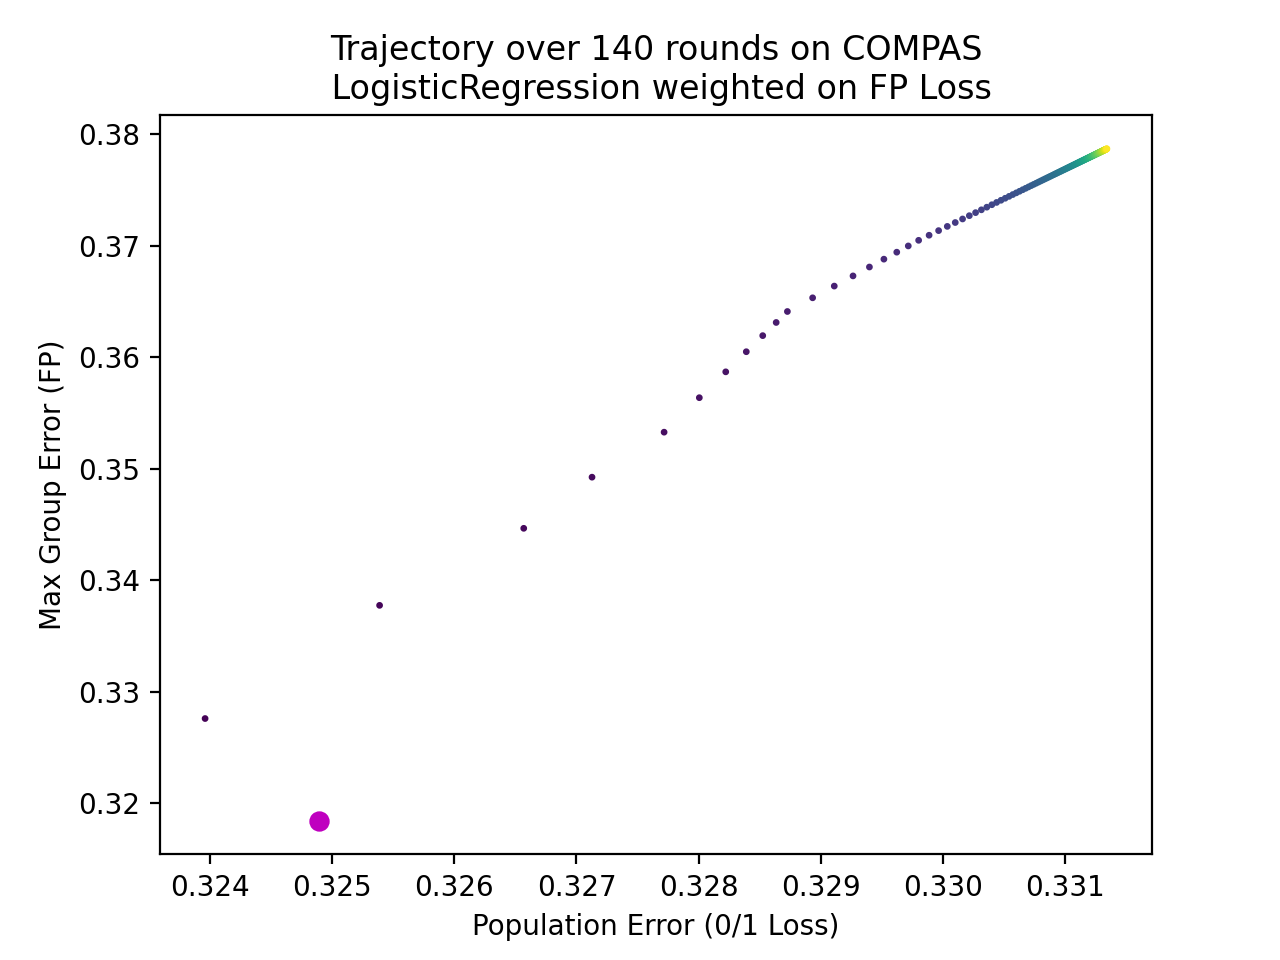 Trajectory over 140 rounds on COMPAS
LogisticRegression weighted on FP Loss
0.38
0.37
0.36
0.35
0.34
0.33
0.32
Max Group Error (FP)
0.324 0.325 0.326 0.327 0.328 0.329 0.330 0.331
Population Error (0/1 Loss)